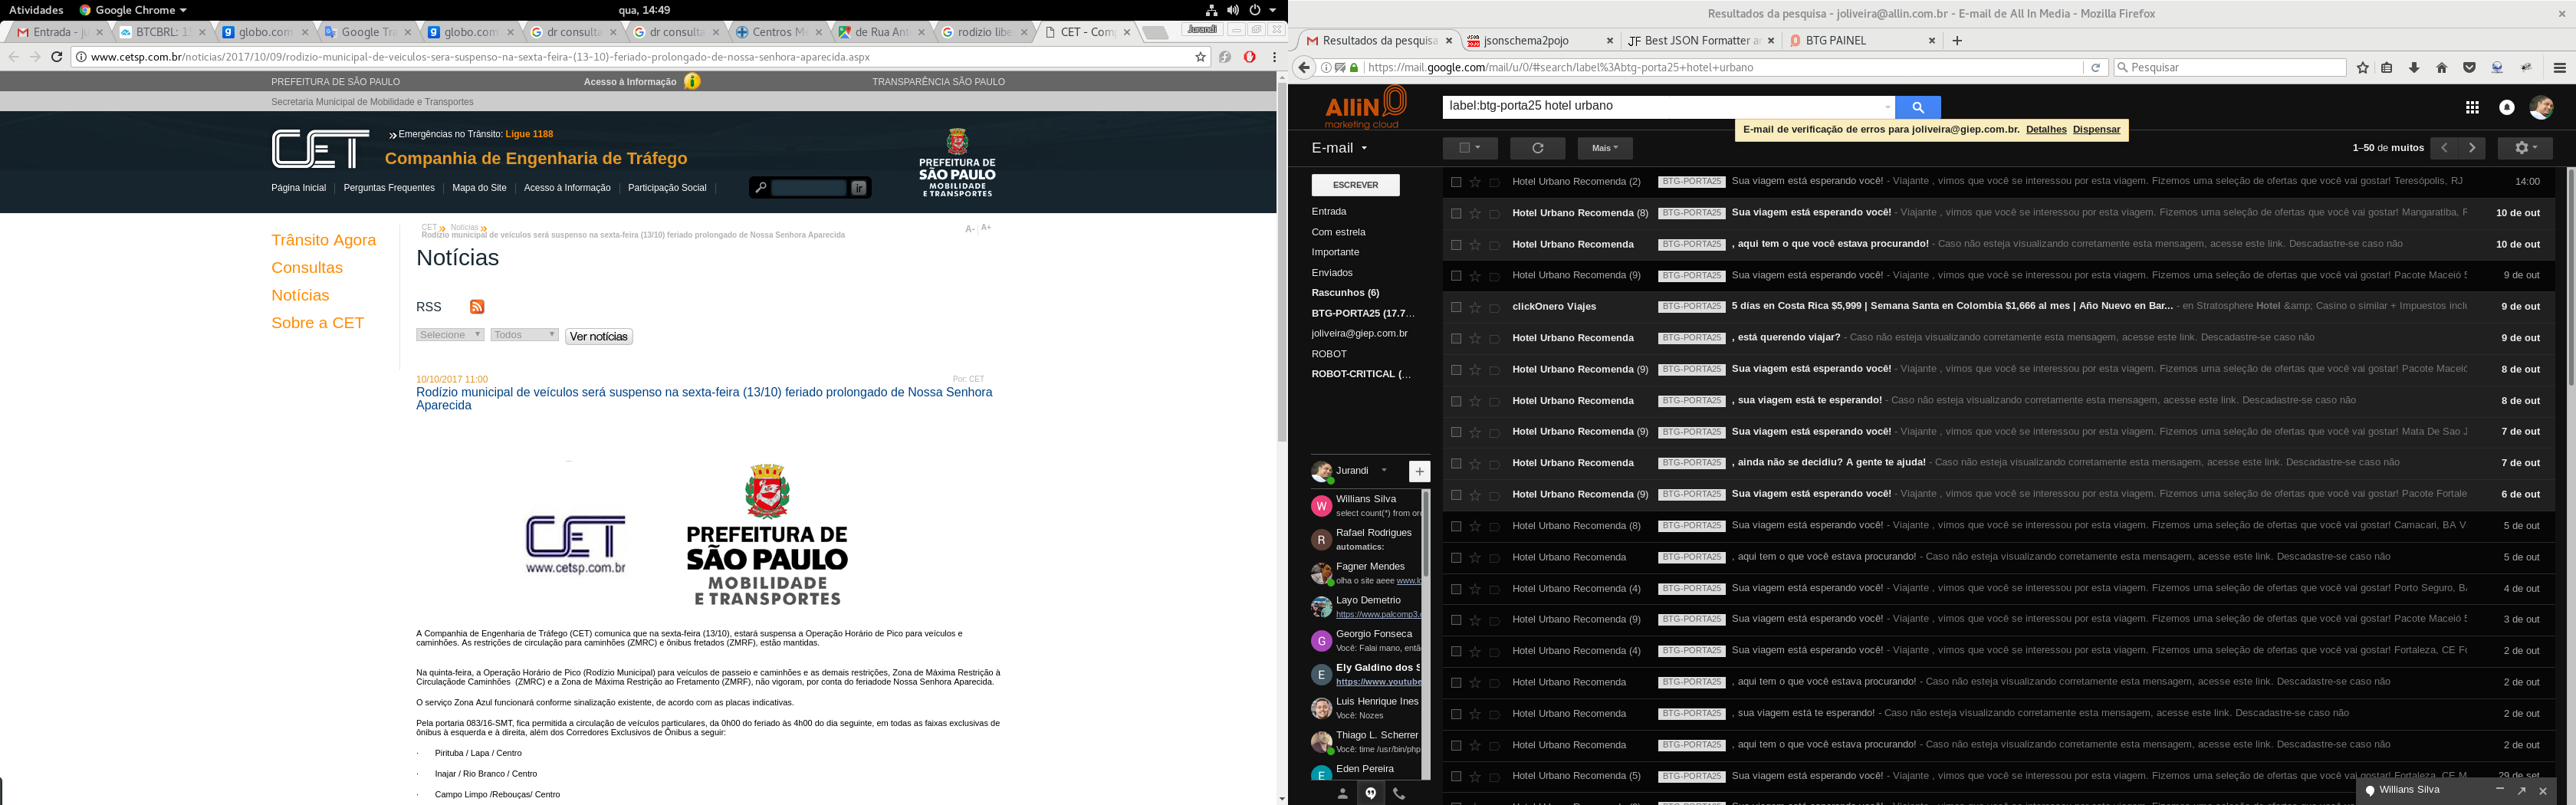 Atividades
Google Chrome
qua, 14:49
Entrada - ju
BTCBRL: 1
globo.com
Google Tra
globo.com
dr consulta
dr consulta
Centros Mé
de Rua Ant
rodizio libe
CET - Comp
Jurandi
www.cetsp.com.br/noticias/2017/10/09/rodizio-municipal-de-veiculos-sera-suspenso-na-sexta-feira-(13-10)-feriado-prolongado-de-nossa-senhora-aparecida.aspx
PREFEITURA DE SÃO PAULO
Acesso à Informação
TRANSPARÊNCIA SÃO PAULO
Secretaria Municipal de Mobilidade e Transportes
CET
Emergências no Trânsito: Ligue 1188
Companhia de Engenharia de Tráfego
PREFEITURA DE
SÃO PAULO
MOBILIDADE
E TRANSPORTES
Página Inicial
Perguntas Frequentes
Mapa do Site
Acesso à Informação
Participação Social
ir
Trânsito Agora
Consultas
Notícias
Sobre a CET
CET
Notícias
Rodízio municipal de veículos será suspenso na sexta-feira (13/10) feriado prolongado de Nossa Senhora Aparecida
A-
A+
Notícias
RSS
Selecione
Todos
Ver notícias
10/10/2017 11:00
Por: CET
Rodízio municipal de veículos será suspenso na sexta-feira (13/10) feriado prolongado de Nossa Senhora
Aparecida
CET
www.cetsp.com.br
PREFEITURA DE
SÃO PAULO
MOBILIDADE
E TRANSPORTES
A Companhia de Engenharia de Tráfego (CET) comunica que na sexta-feira (13/10), estará suspensa a Operação Horário de Pico para veículos e
caminhões. As restrições de circulação para caminhões (ZMRC) e ônibus fretados (ZMRF), estão mantidas.
Na quinta-feira, a Operação Horário de Pico (Rodízio Municipal) para veículos de passeio e caminhões e as demais restrições, Zona de Máxima Restrição à
Circulaçãode Caminhões (ZMRC) e a Zona de Máxima Restrição ao Fretamento (ZMRF), não vigoram, por conta do feriadode Nossa Senhora Aparecida.
O serviço Zona Azul funcionará conforme sinalização existente, de acordo com as placas indicativas.
Pela portaria 083/16-SMT, fica permitida a circulação de veículos particulares, da 0h00 do feriado às 4h00 do dia seguinte, em todas as faixas exclusivas de
ônibus à esquerda e à direita, além dos Corredores Exclusivos de Ônibus a seguir:
· Pirituba / Lapa / Centro
· Inajar / Rio Branco / Centro
· Campo Limpo /Rebouças/ Centro
Resultados da pesquisa - joliveira@allin.com.br - E-mail de All In Media - Mozilla Firefox
Resultados da pesquisa
jsonschema2pojo
Best JSON Formatter an
BTG PANEL
https://mail.google.com/mail/u/0/#search/label%3Abtg-porta25+hotel+urbano
Pesquisar
ALLIN
marketing cloud
label:btg-porta25 hotel urbano
E-mail de verificação de erros para joliveira@giep.com.br. Detalhes Dispensar
E-mail
Mais
1–50 de muitos
ESCREVER
Entrada
Com estrela
Importante
Enviados
Rascunhos (6)
BTG-PORTA25 (17.7…
joliveira@giep.com.br
ROBOT
ROBOT-CRITICAL (…
Jurandi
Willians Silva
select count(*) from ord
Rafael Rodrigues
automatics:
Fagner Mendes
olha o site aeee www.lo
Layo Demetrio
https://www.palcomp3.c
Georgio Fonseca
Você: Falai mano, entã
Ely Galdino dos S
https://www.youtube
Luis Henrique Ines
Você: Nozes
Thiago L. Scherrer
Você: time /usr/bin/php
Eden Pereira
Hotel Urbano Recomenda (2) BTG-PORTA25 Sua viagem está esperando você! - Viajante , vimos que você se interessou por esta viagem. Fizemos uma seleção de ofertas que você vai gostar! Teresópolis, RJ 14:00
Hotel Urbano Recomenda (8) BTG-PORTA25 Sua viagem está esperando você! - Viajante , vimos que você se interessou por esta viagem. Fizemos uma seleção de ofertas que você vai gostar! Mangaratiba, R 10 de out
Hotel Urbano Recomenda BTG-PORTA25 , aqui tem o que você estava procurando! - Caso não esteja visualizando corretamente esta mensagem, acesse este link. Descadastre-se caso não 10 de out
Hotel Urbano Recomenda (9) BTG-PORTA25 Sua viagem está esperando você! - Viajante , vimos que você se interessou por esta viagem. Fizemos uma seleção de ofertas que você vai gostar! Pacote Maceió 5 9 de out
clickOnero Viajes BTG-PORTA25 5 días en Costa Rica $5,999 | Semana Santa en Colombia $1,666 al mes | Año Nuevo en Bar... - en Stratosphere Hotel &amp; Casino o similar + Impuestos inclu 9 de out
Hotel Urbano Recomenda BTG-PORTA25 , está querendo viajar? - Caso não esteja visualizando corretamente esta mensagem, acesse este link. Descadastre-se caso não 9 de out
Hotel Urbano Recomenda (9) BTG-PORTA25 Sua viagem está esperando você! - Viajante , vimos que você se interessou por esta viagem. Fizemos uma seleção de ofertas que você vai gostar! Pacote Maceió 8 de out
Hotel Urbano Recomenda BTG-PORTA25 , sua viagem está te esperando! - Caso não esteja visualizando corretamente esta mensagem, acesse este link. Descadastre-se caso não 8 de out
Hotel Urbano Recomenda (9) BTG-PORTA25 Sua viagem está esperando você! - Viajante , vimos que você se interessou por esta viagem. Fizemos uma seleção de ofertas que você vai gostar! Mata De Sao J 7 de out
Hotel Urbano Recomenda BTG-PORTA25 , ainda não se decidiu? A gente te ajuda! - Caso não esteja visualizando corretamente esta mensagem, acesse este link. Descadastre-se caso não 7 de out
Hotel Urbano Recomenda (9) BTG-PORTA25 Sua viagem está esperando você! - Viajante , vimos que você se interessou por esta viagem. Fizemos uma seleção de ofertas que você vai gostar! Pacote Fortale 6 de out
Hotel Urbano Recomenda (8) BTG-PORTA25 Sua viagem está esperando você! - Viajante , vimos que você se interessou por esta viagem. Fizemos uma seleção de ofertas que você vai gostar! Camacari, BA V 5 de out
Hotel Urbano Recomenda BTG-PORTA25 , aqui tem o que você estava procurando! - Caso não esteja visualizando corretamente esta mensagem, acesse este link. Descadastre-se caso não 5 de out
Hotel Urbano Recomenda (4) BTG-PORTA25 Sua viagem está esperando você! - Viajante , vimos que você se interessou por esta viagem. Fizemos uma seleção de ofertas que você vai gostar! Porto Seguro, BA 4 de out
Hotel Urbano Recomenda (9) BTG-PORTA25 Sua viagem está esperando você! - Viajante , vimos que você se interessou por esta viagem. Fizemos uma seleção de ofertas que você vai gostar! Pacote Maceió 5 3 de out
Hotel Urbano Recomenda (4) BTG-PORTA25 Sua viagem está esperando você! - Viajante , vimos que você se interessou por esta viagem. Fizemos uma seleção de ofertas que você vai gostar! Fortaleza, CE Fo 2 de out
Hotel Urbano Recomenda BTG-PORTA25 , aqui tem o que você estava procurando! - Caso não esteja visualizando corretamente esta mensagem, acesse este link. Descadastre-se caso não 2 de out
Hotel Urbano Recomenda BTG-PORTA25 , sua viagem está te esperando! - Caso não esteja visualizando corretamente esta mensagem, acesse este link. Descadastre-se caso não 2 de out
Hotel Urbano Recomenda BTG-PORTA25 , aqui tem o que você estava procurando! - Caso não esteja visualizando corretamente esta mensagem, acesse este link. Descadastre-se caso não 2 de out
Hotel Urbano Recomenda (5) BTG-PORTA25 Sua viagem está esperando você! - Viajante , vimos que você se interessou por esta viagem. Fizemos uma seleção de ofertas que você vai gostar! Fortaleza, CE M 29 de set
Willians Silva